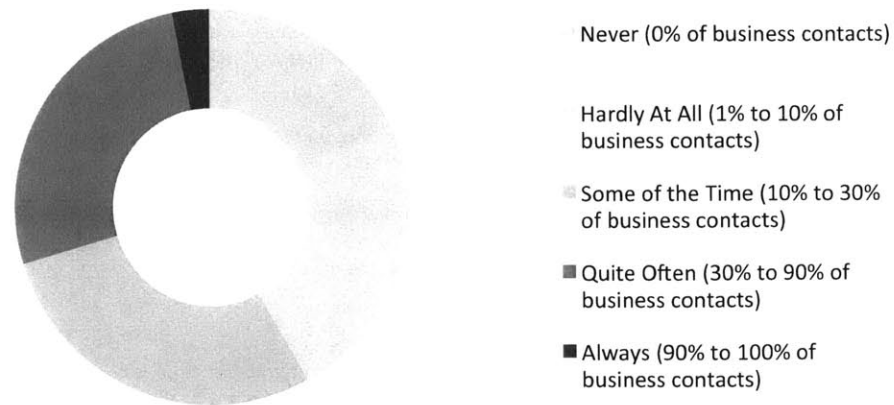 Never (0% of business contacts)
Hardly At All (1% to 10% of
business contacts)
Some of the Time (10% to 30%
of business contacts)
Quite Often (30% to 90% of
business contacts)
Always (90% to 100% of
business contacts)